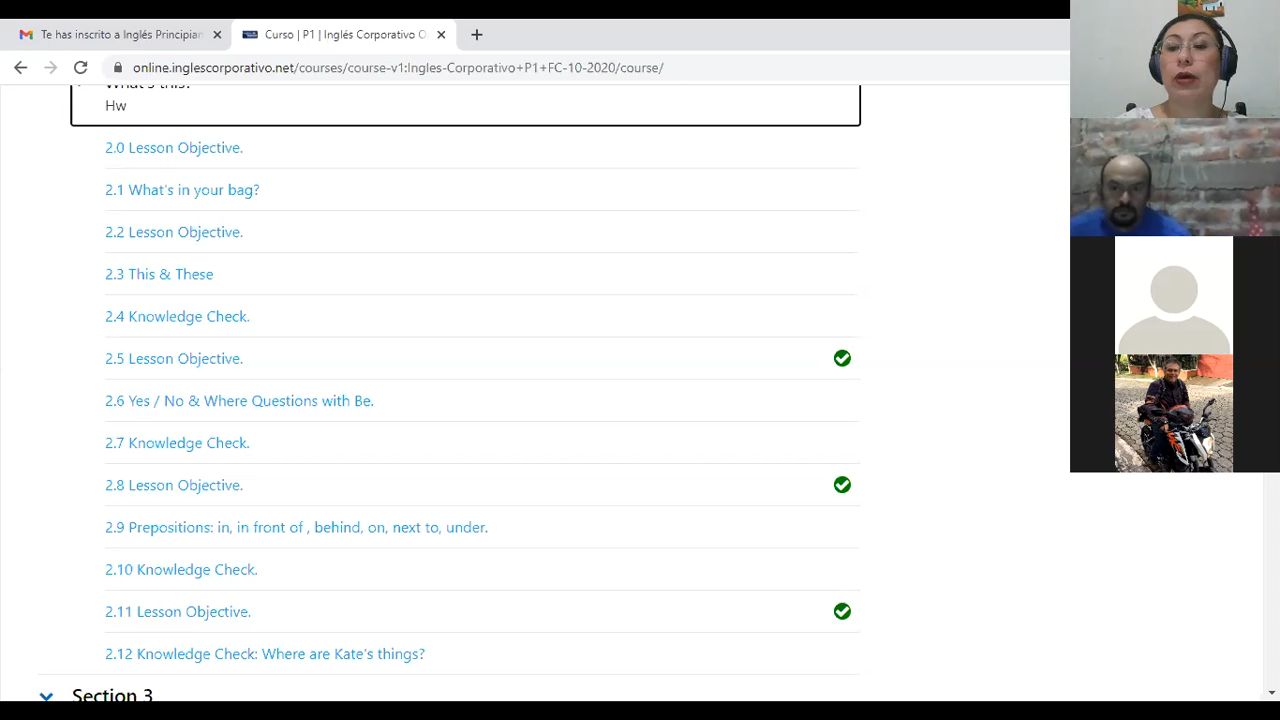 Te has inscrito a Inglés Principian
Curso | P1 | Inglés Corporativo O
online.inglescorporativo.net/courses/course-v1:Ingles-Corporativo+P1+FC-10-2020/course/
What's this?
Hw
2.0 Lesson Objective.
2.1 What's in your bag?
2.2 Lesson Objective.
2.3 This & These
2.4 Knowledge Check.
2.5 Lesson Objective.
2.6 Yes / No & Where Questions with Be.
2.7 Knowledge Check.
2.8 Lesson Objective.
2.9 Prepositions: in, in front of , behind, on, next to, under.
2.10 Knowledge Check.
2.11 Lesson Objective.
2.12 Knowledge Check: Where are Kate's things?
Section 3